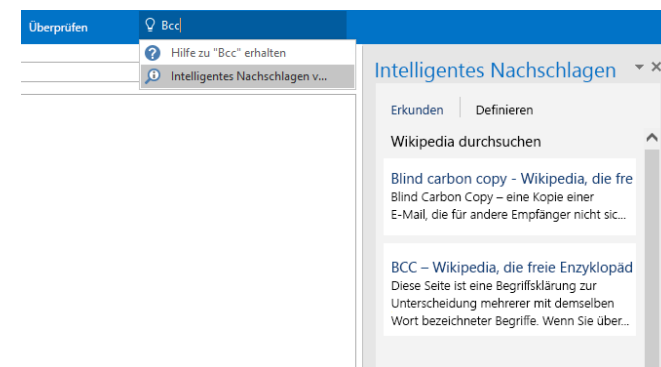 Überprüfen
Bcc
Hilfe zu "Bcc" erhalten
Intelligentes Nachschlagen v...
Intelligentes Nachschlagen
Erkunden
Definieren
Wikipedia durchsuchen
Blind carbon copy - Wikipedia, die fre
Blind Carbon Copy – eine Kopie einer
E-Mail, die für andere Empfänger nicht sic...
BCC – Wikipedia, die freie Enzyklopäd
Diese Seite ist eine Begriffsklärung zur
Unterscheidung mehrerer mit demselben
Wort bezeichneter Begriffe. Wenn Sie über...